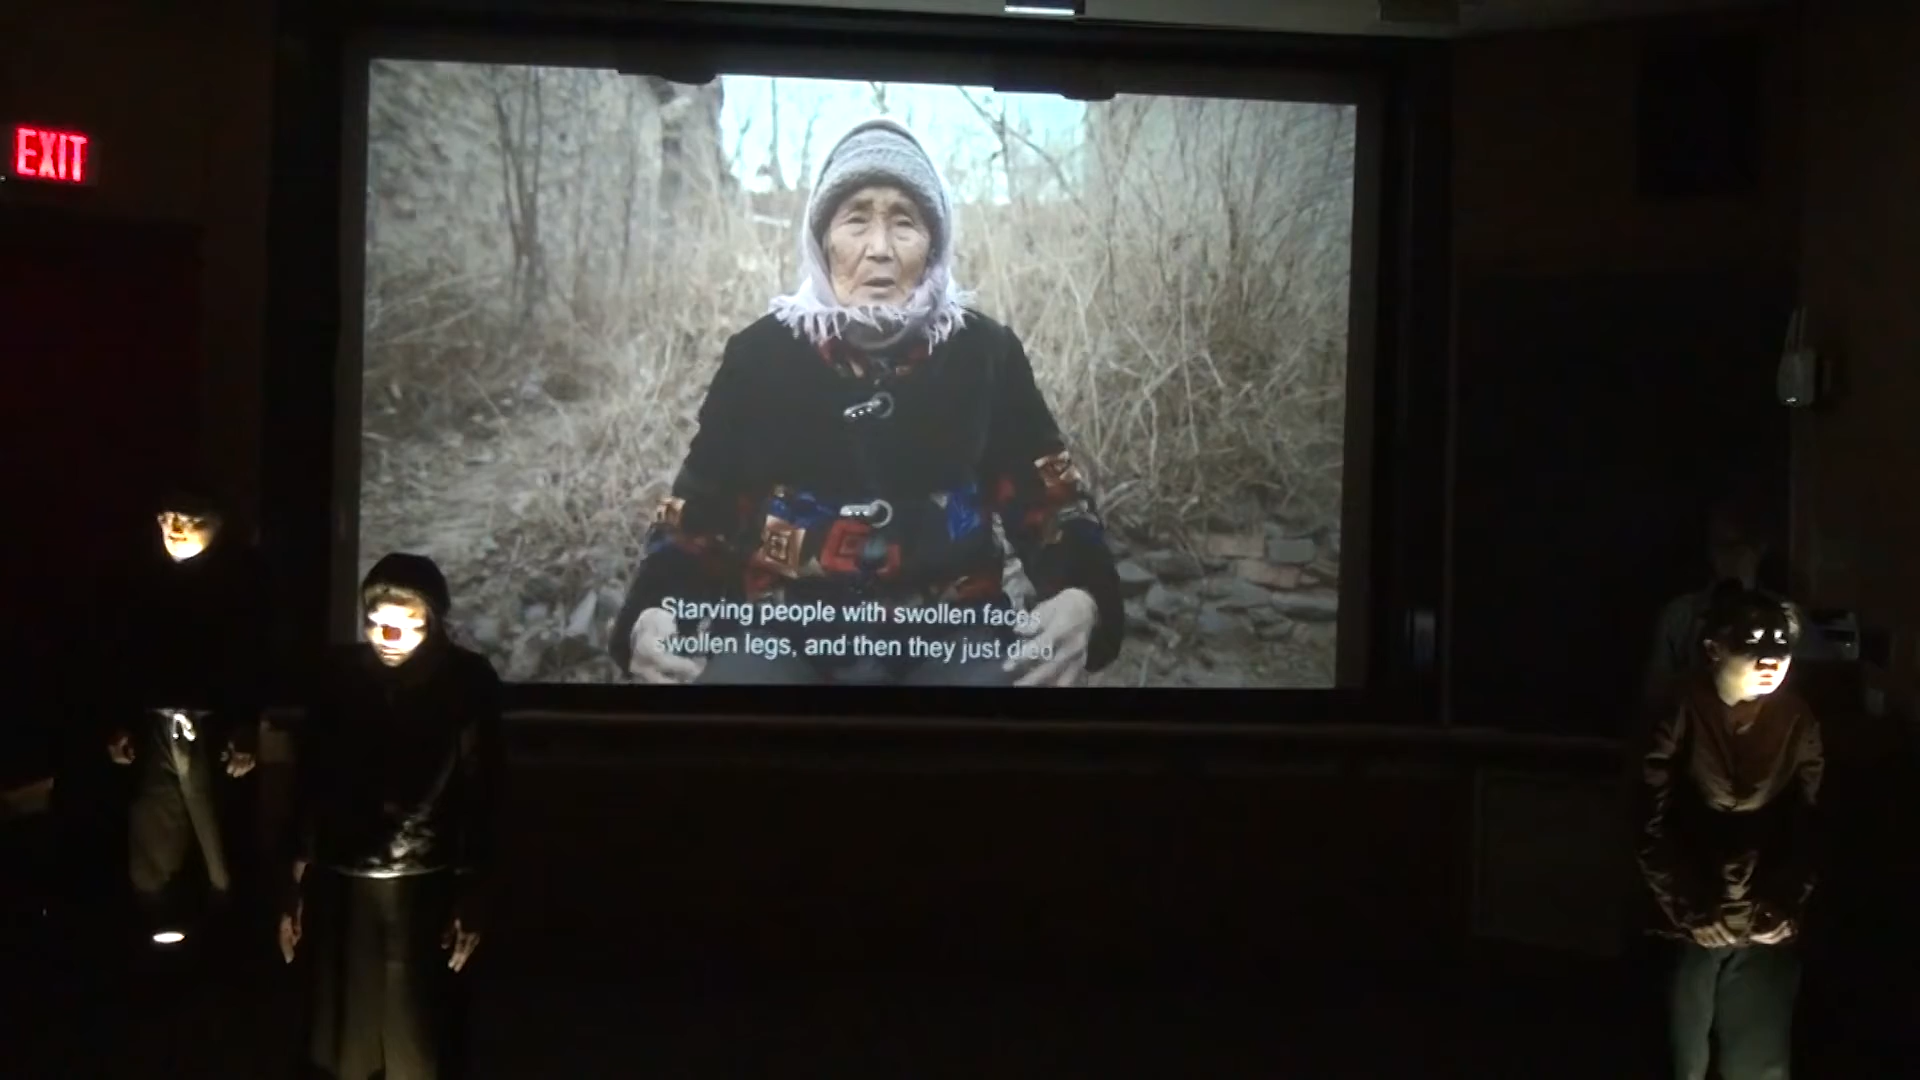 EXIT
Starving people with swollen faces
swollen legs, and then they just died